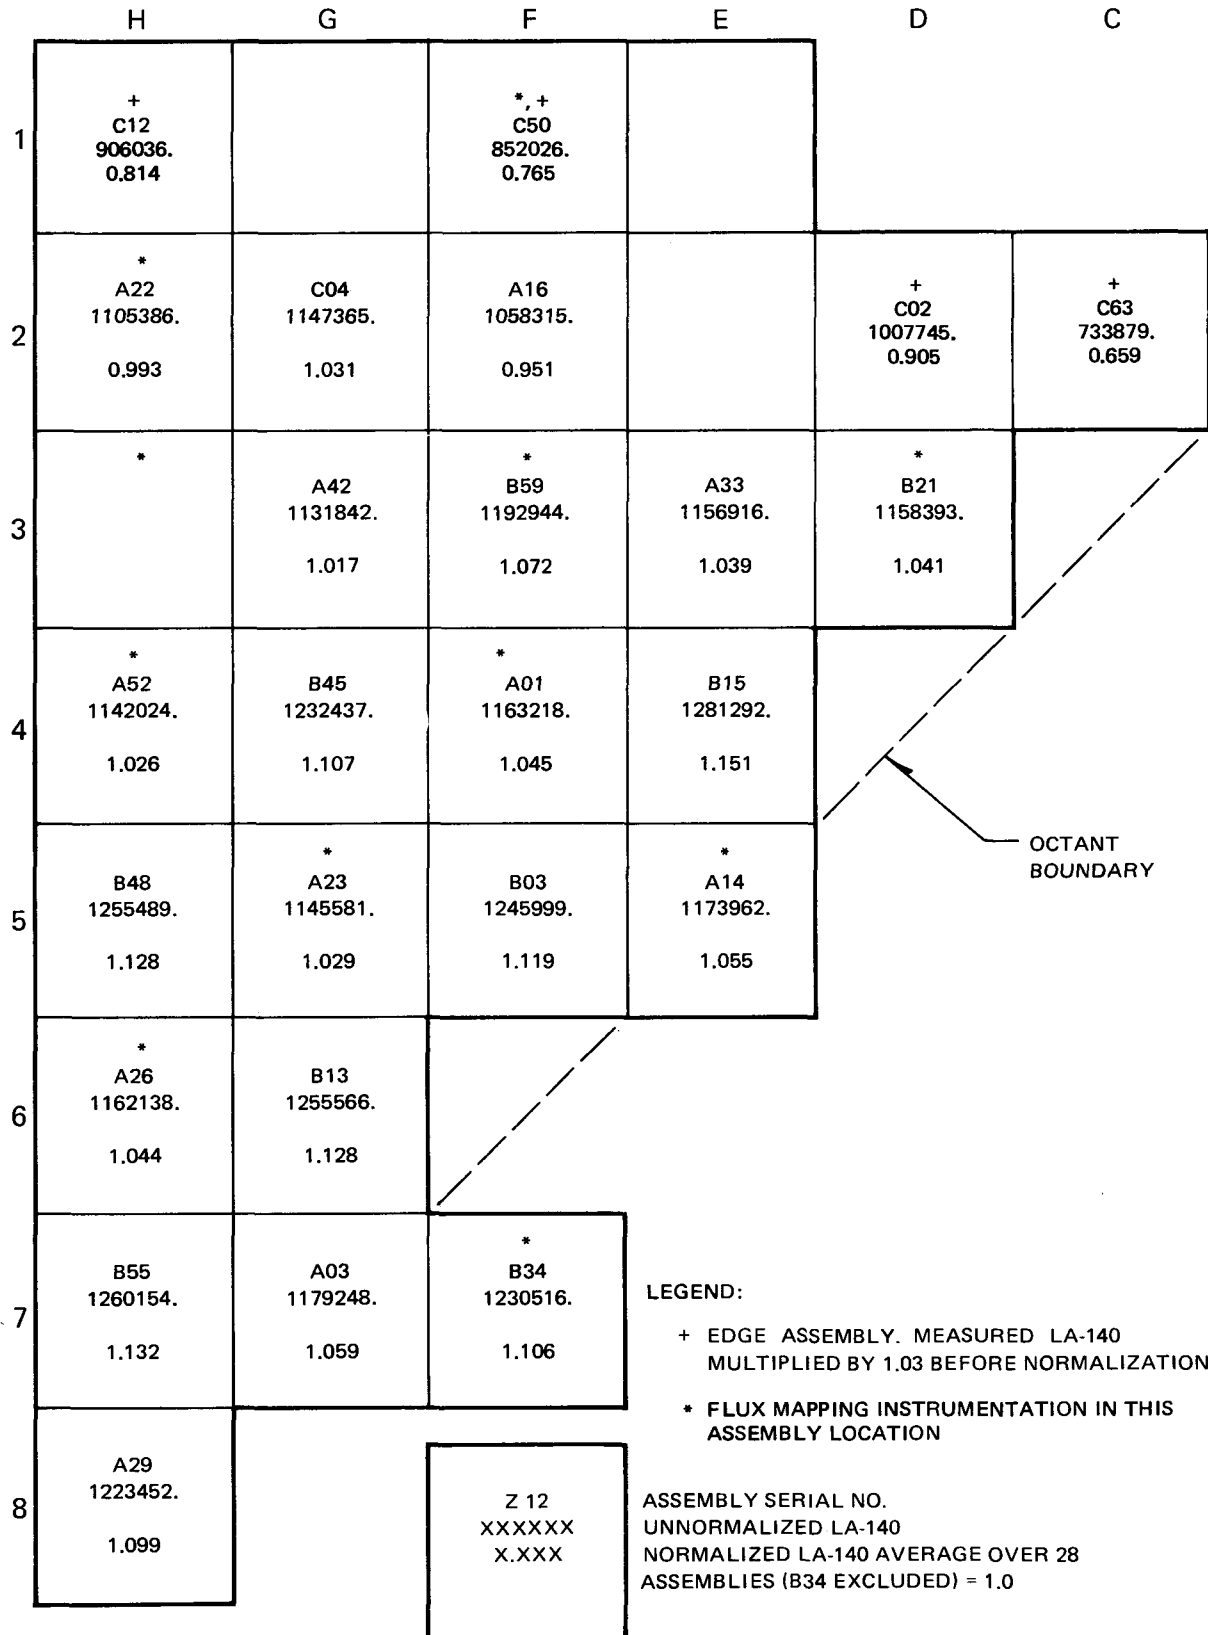 H G F E D C
1
+ *, +
C12 C50
906036. 852026.
0.814 0.765
2
*
A22 C04 A16 + +
1105386. 1147365. 1058315. C02 C63
1007745. 733879.
0.993 1.031 0.951 0.905 0.659
3
* * *
A42 B59 A33 B21
1131842. 1192944. 1156916. 1158393.
1.017 1.072 1.039 1.041
4
* *
A52 B45 A01 B15
1142024. 1232437. 1163218. 1281292.
1.026 1.107 1.045 1.151
OCTANT
BOUNDARY
5
* *
B48 A23 B03 A14
1255489. 1145581. 1245999. 1173962.
1.128 1.029 1.119 1.055
6
*
A26 B13
1162138. 1255566.
1.044 1.128
7
*
B55 A03 B34
1260154. 1179248. 1230516.
1.132 1.059 1.106
8
A29
1223452.
1.099
LEGEND:
+ EDGE ASSEMBLY. MEASURED LA-140
MULTIPLIED BY 1.03 BEFORE NORMALIZATION
* FLUX MAPPING INSTRUMENTATION IN THIS
ASSEMBLY LOCATION
Z 12 ASSEMBLY SERIAL NO.
XXXXXX UNNORMALIZED LA-140
X.XXX NORMALIZED LA-140 AVERAGE OVER 28
ASSEMBLIES (B34 EXCLUDED) = 1.0